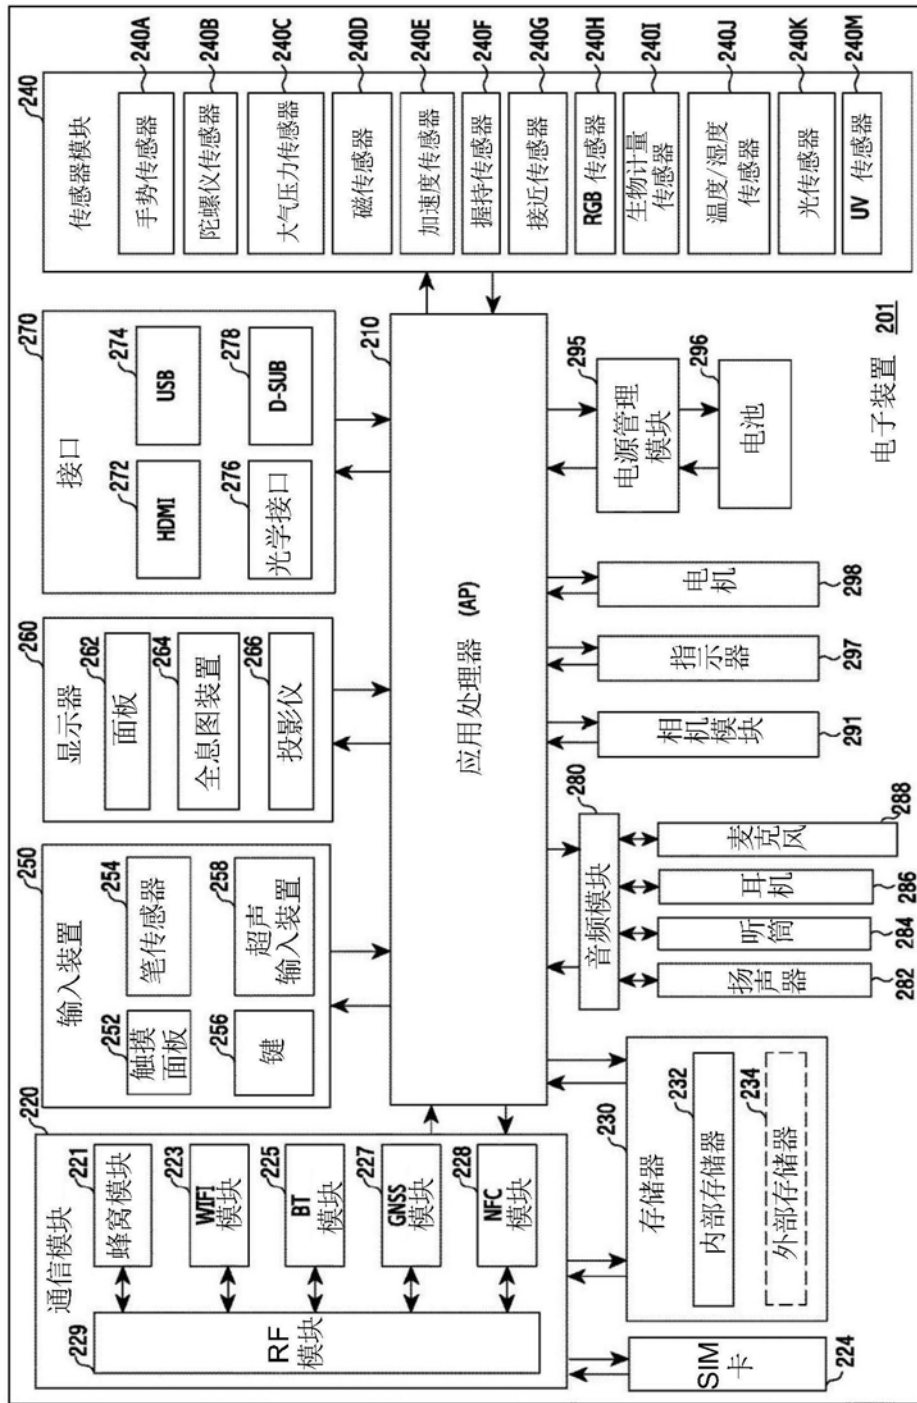 通信模块
220
229
RF
模块
221
蜂窝模块
223
WIFI
模块
225
BT
模块
227
GNSS
模块
228
NFC
模块
SIM
卡
224
输入装置
250
252
触摸
面板
254
笔传感器
256
键
258
超声
输入装置
显示器
260
262
面板
264
全息图装置
266
投影仪
接口
270
272
HDMI
274
USB
276
光学接口
278
D-SUB
传感器模块
240
手势传感器
240A
陀螺仪传感器
240B
大气压力传感器
240C
磁传感器
240D
加速度传感器
240E
握持传感器
240F
接近传感器
240G
RGB 传感器
240H
生物计量
传感器
240I
温度/湿度
传感器
240J
光传感器
240K
UV 传感器
240M
应用处理器 (AP)
210
存储器
230
232
内部存储器
234
外部存储器
280
音频模块
扬声器
282
听筒
284
耳机
286
麦克风
288
相机模块
291
指示器
297
电机
298
295
电源管理
模块
296
电池
电子装置 201